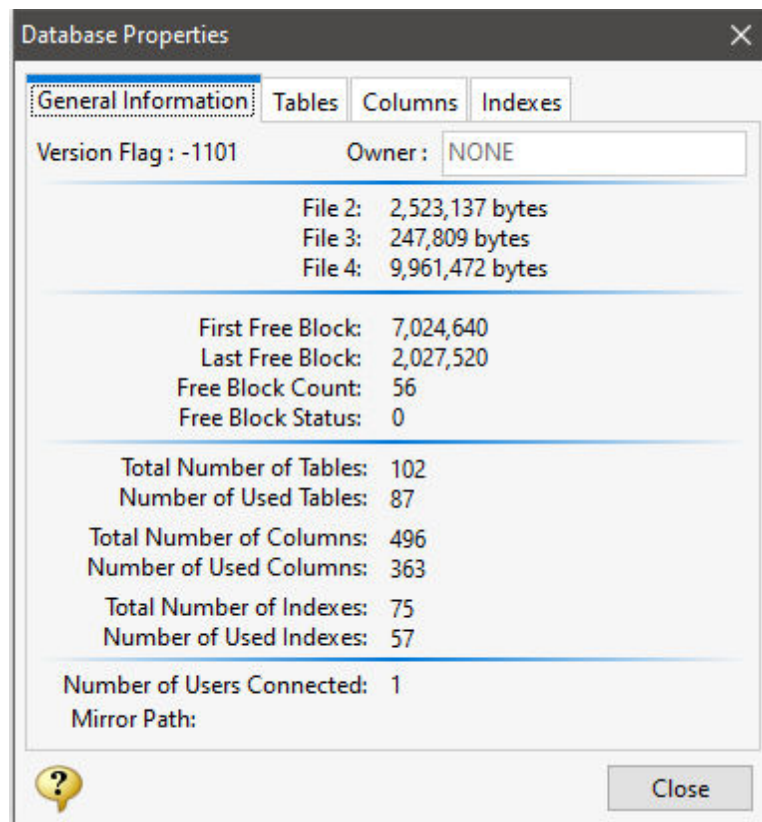 Database Properties
General Information Tables Columns Indexes
Version Flag : -1101 Owner : NONE
File 2: 2,523,137 bytes
File 3: 247,809 bytes
File 4: 9,961,472 bytes
First Free Block: 7,024,640
Last Free Block: 2,027,520
Free Block Count: 56
Free Block Status: 0
Total Number of Tables: 102
Number of Used Tables: 87
Total Number of Columns: 496
Number of Used Columns: 363
Total Number of Indexes: 75
Number of Used Indexes: 57
Number of Users Connected: 1
Mirror Path:
?
Close